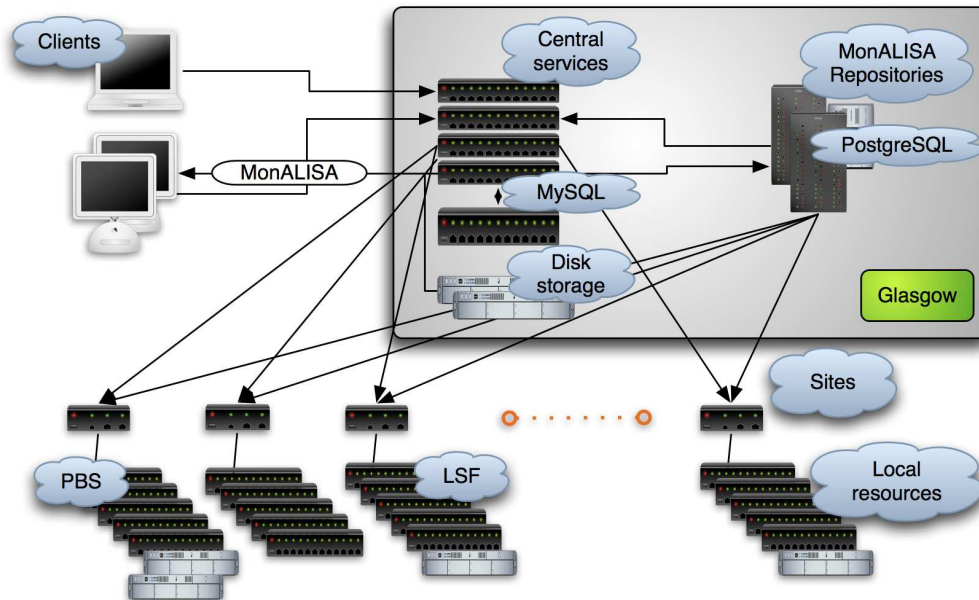 Clients
Central
services
MonALISA
Repositories
PostgreSQL
MonALISA
MySQL
Disk
storage
Glasgow
Sites
PBS
LSF
Local
resources